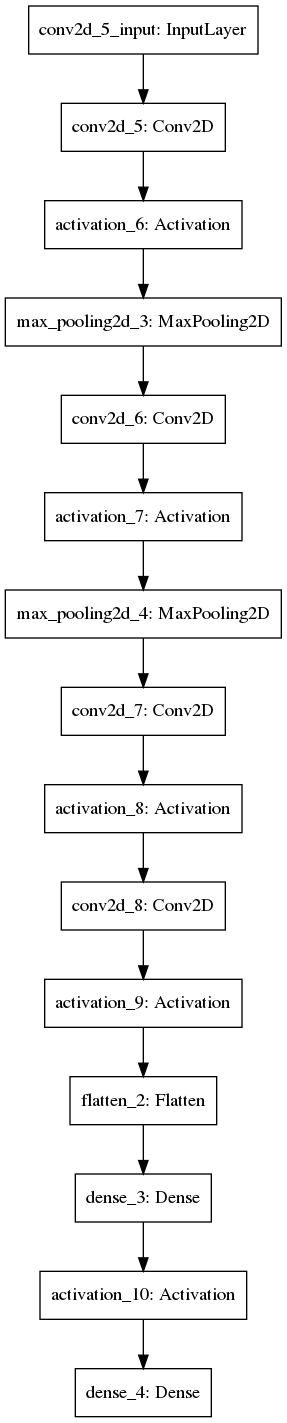 conv2d_5_input: InputLayer
conv2d_5: Conv2D
activation_6: Activation
max_pooling2d_3: MaxPooling2D
conv2d_6: Conv2D
activation_7: Activation
max_pooling2d_4: MaxPooling2D
conv2d_7: Conv2D
activation_8: Activation
conv2d_8: Conv2D
activation_9: Activation
flatten_2: Flatten
dense_3: Dense
activation_10: Activation
dense_4: Dense